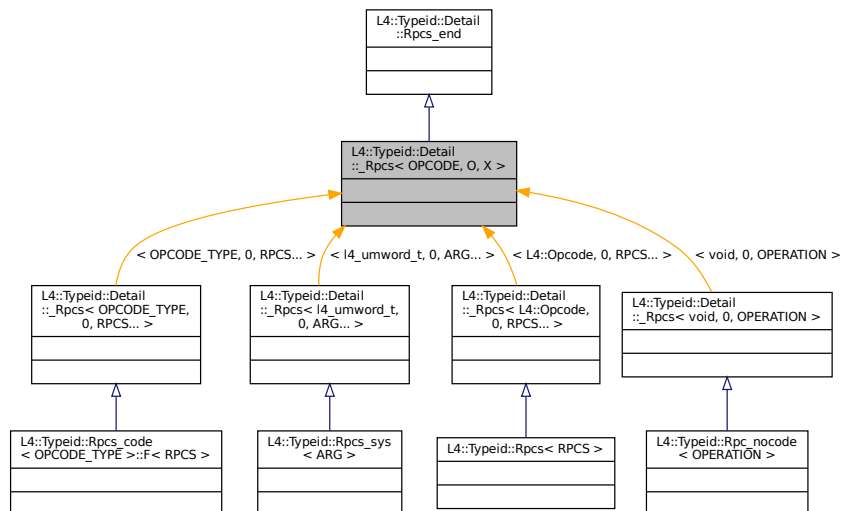 L4::Typeid::Detail
::Rpcs_end
L4::Typeid::Detail
::_Rpcs< OPCODE, O, X >
< OPCODE_TYPE, 0, RPCS... >
< l4_umword_t, 0, ARG... >
< L4::Opcode, 0, RPCS... >
< void, 0, OPERATION >
L4::Typeid::Detail
::_Rpcs< OPCODE_TYPE,
0, RPCS... >
L4::Typeid::Detail
::_Rpcs< l4_umword_t,
0, ARG... >
L4::Typeid::Detail
::_Rpcs< L4::Opcode,
0, RPCS... >
L4::Typeid::Detail
::_Rpcs< void, 0, OPERATION >
L4::Typeid::Rpcs_code
< OPCODE_TYPE >::F< RPCS >
L4::Typeid::Rpcs_sys
< ARG >
L4::Typeid::Rpcs< RPCS >
L4::Typeid::Rpc_nocode
< OPERATION >